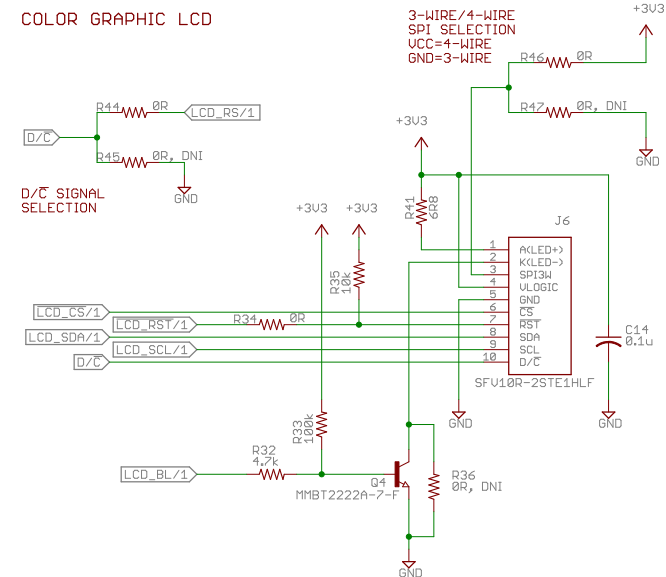 COLOR GRAPHIC LCD
3-WIRE/4-WIRE
SPI SELECTION
VCC=4-WIRE
GND=3-WIRE
+3V3
R46
0R
R47
0R, DNI
GND
R44
0R
LCD_RS/1
D/C̅
R45
0R, DNI
GND
D/C̅ SIGNAL
SELECTION
+3V3
R41
6R8
+3V3
+3V3
R35
10k
J6
1
A(LED+)
2
K(LED-)
3
SPI3W
4
VLOGIC
5
GND
6
C̅S̅
7
R̅S̅T̅
8
SDA
9
SCL
10
D/C̅
SFV10R-2STE1HLF
LCD_C̅S̅/1
LCD_R̅S̅T̅/1
R34
0R
LCD_SDA/1
LCD_SCL/1
D/C̅
C14
0.1u
GND
GND
R33
100k
R32
4.7k
LCD_BL/1
Q4
MMBT2222A-7-F
R36
0R, DNI
GND